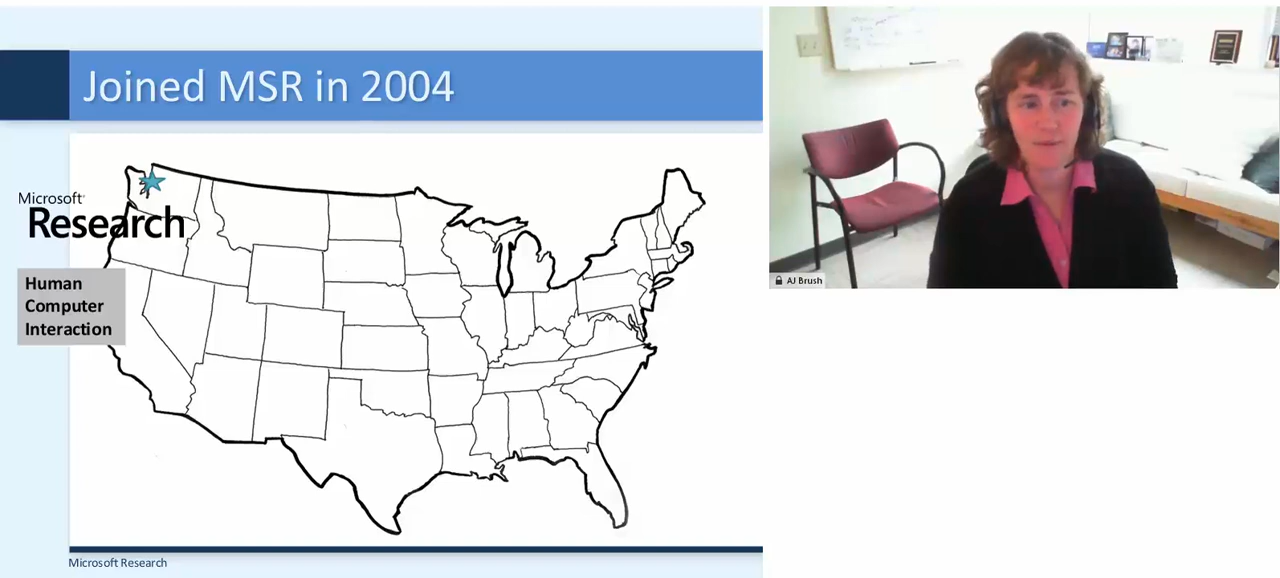 Joined MSR in 2004
Microsoft
Research
Human
Computer
Interaction
Microsoft Research
AJ Brush